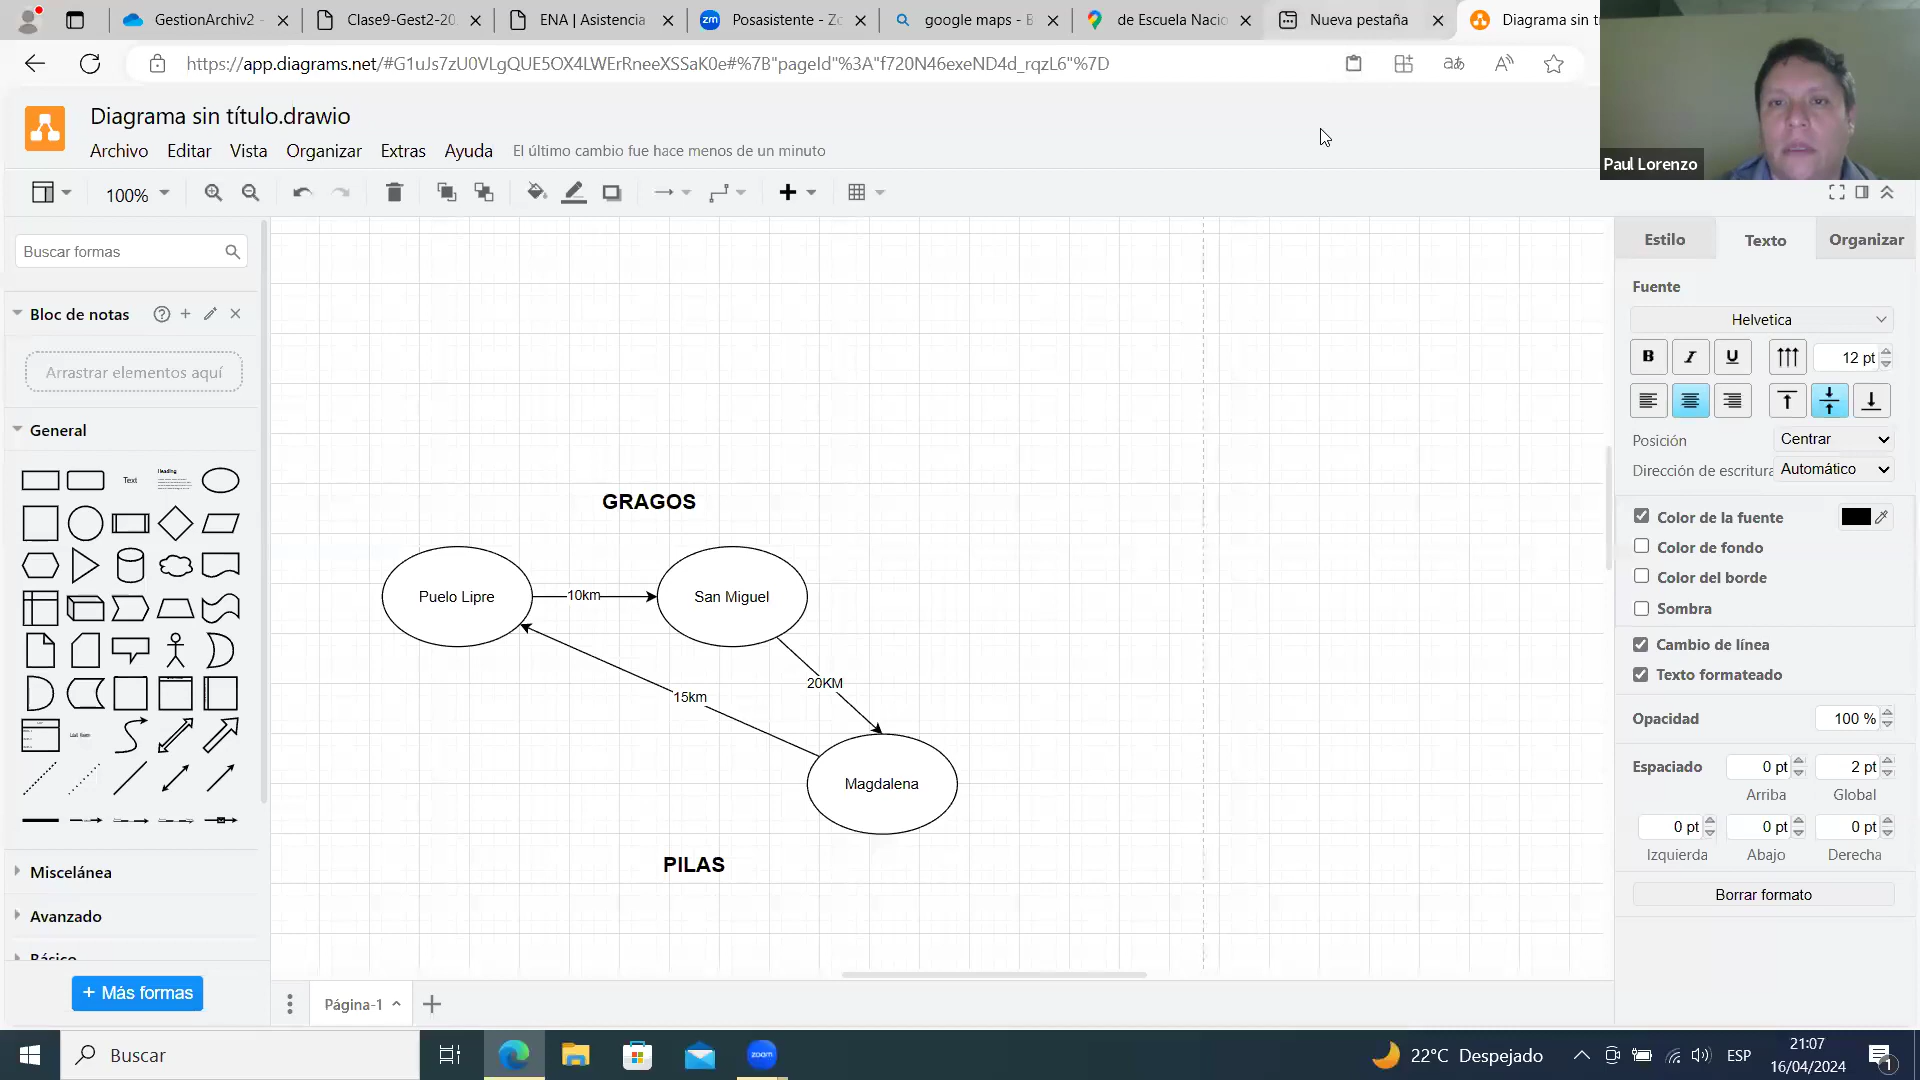 GestionArchiv2 -
Clase9-Gest2-20
ENA | Asistencia
zm Posasistente - Zo
google maps - B
de Escuela Nacio
Nueva pestaña
Diagrama sin t
https://app.diagrams.net/#G1uJs7zU0VLgQUE5OX4LWErRneeXSSaK0e#%7B"pageId"%3A"f720N46exeND4d_rqzL6"%7D
Diagrama sin título.drawio
Archivo Editar Vista Organizar Extras Ayuda El último cambio fue hace menos de un minuto
Paul Lorenzo
100%
Buscar formas
Bloc de notas
Arrastrar elementos aquí
General
Text
Heading
List Item
Miscelánea
Avanzado
Básico
+ Más formas
GRAGOS
Puelo Lipre
10km
San Miguel
20KM
15km
Magdalena
PILAS
Página-1
Estilo Texto Organizar
Fuente
Helvetica
B I U 12 pt
Posición Centrar
Dirección de escritura Automático
Color de la fuente
Color de fondo
Color del borde
Sombra
Cambio de línea
Texto formateado
Opacidad 100 %
Espaciado 0 pt 2 pt
Arriba Global
0 pt 0 pt 0 pt
Izquierda Abajo Derecha
Borrar formato
Buscar
zoom
22°C Despejado
ESP
21:07
16/04/2024
1